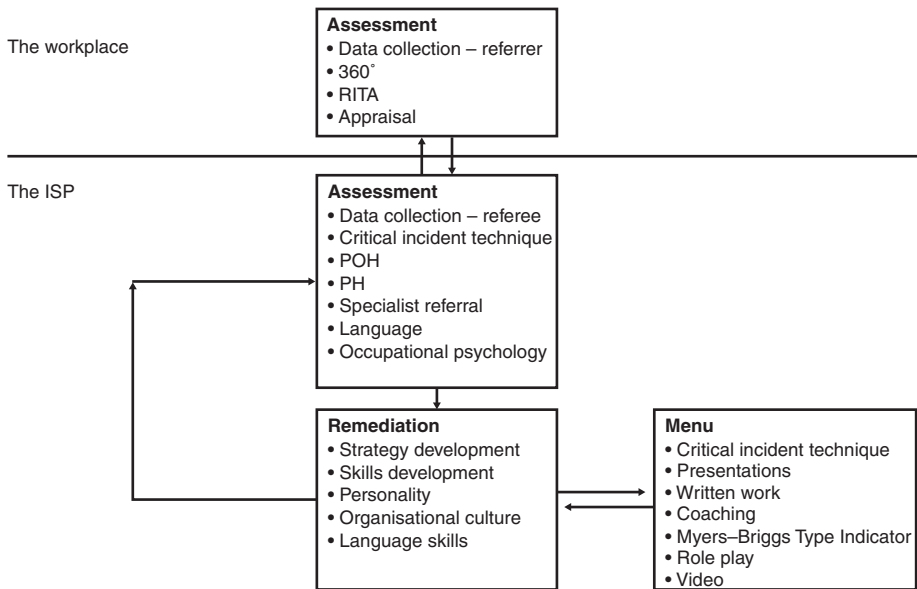 The workplace
Assessment
• Data collection – referrer
• 360˚
• RITA
• Appraisal
The ISP
Assessment
• Data collection – referee
• Critical incident technique
• POH
• PH
• Specialist referral
• Language
• Occupational psychology
Remediation
• Strategy development
• Skills development
• Personality
• Organisational culture
• Language skills
Menu
• Critical incident technique
• Presentations
• Written work
• Coaching
• Myers–Briggs Type Indicator
• Role play
• Video